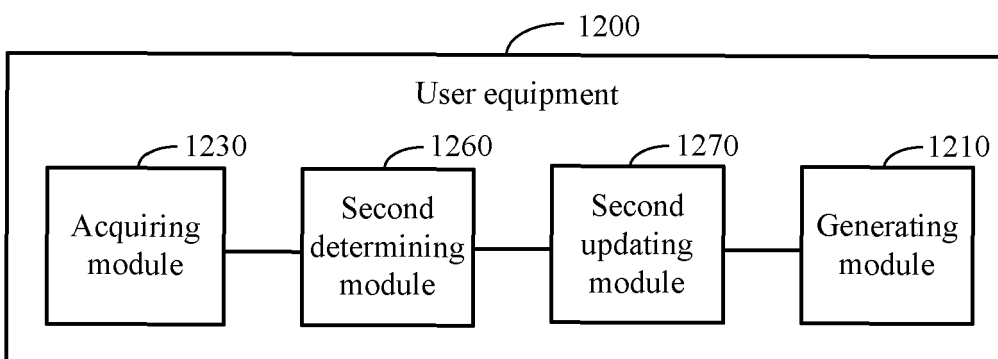 1200
User equipment
1230
1260
1270
1210
Acquiring
module
Second
determining
module
Second
updating
module
Generating
module